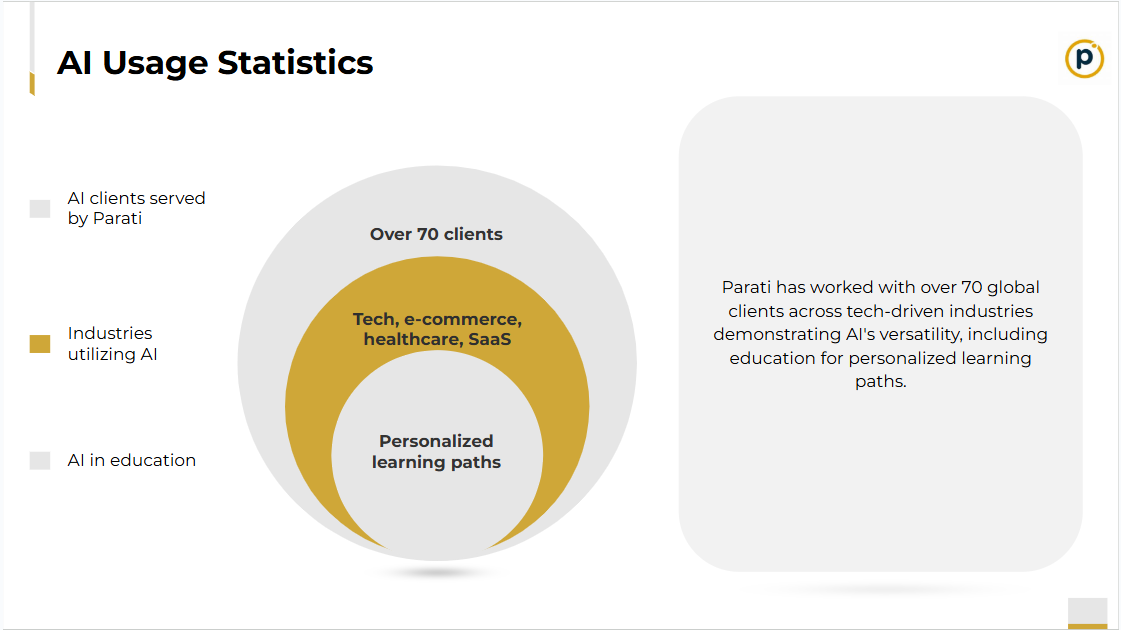 AI Usage Statistics
p
AI clients served
by Parati
Industries
utilizing AI
AI in education
Over 70 clients
Tech, e-commerce,
healthcare, SaaS
Personalized
learning paths
Parati has worked with over 70 global
clients across tech-driven industries
demonstrating AI's versatility, including
education for personalized learning
paths.